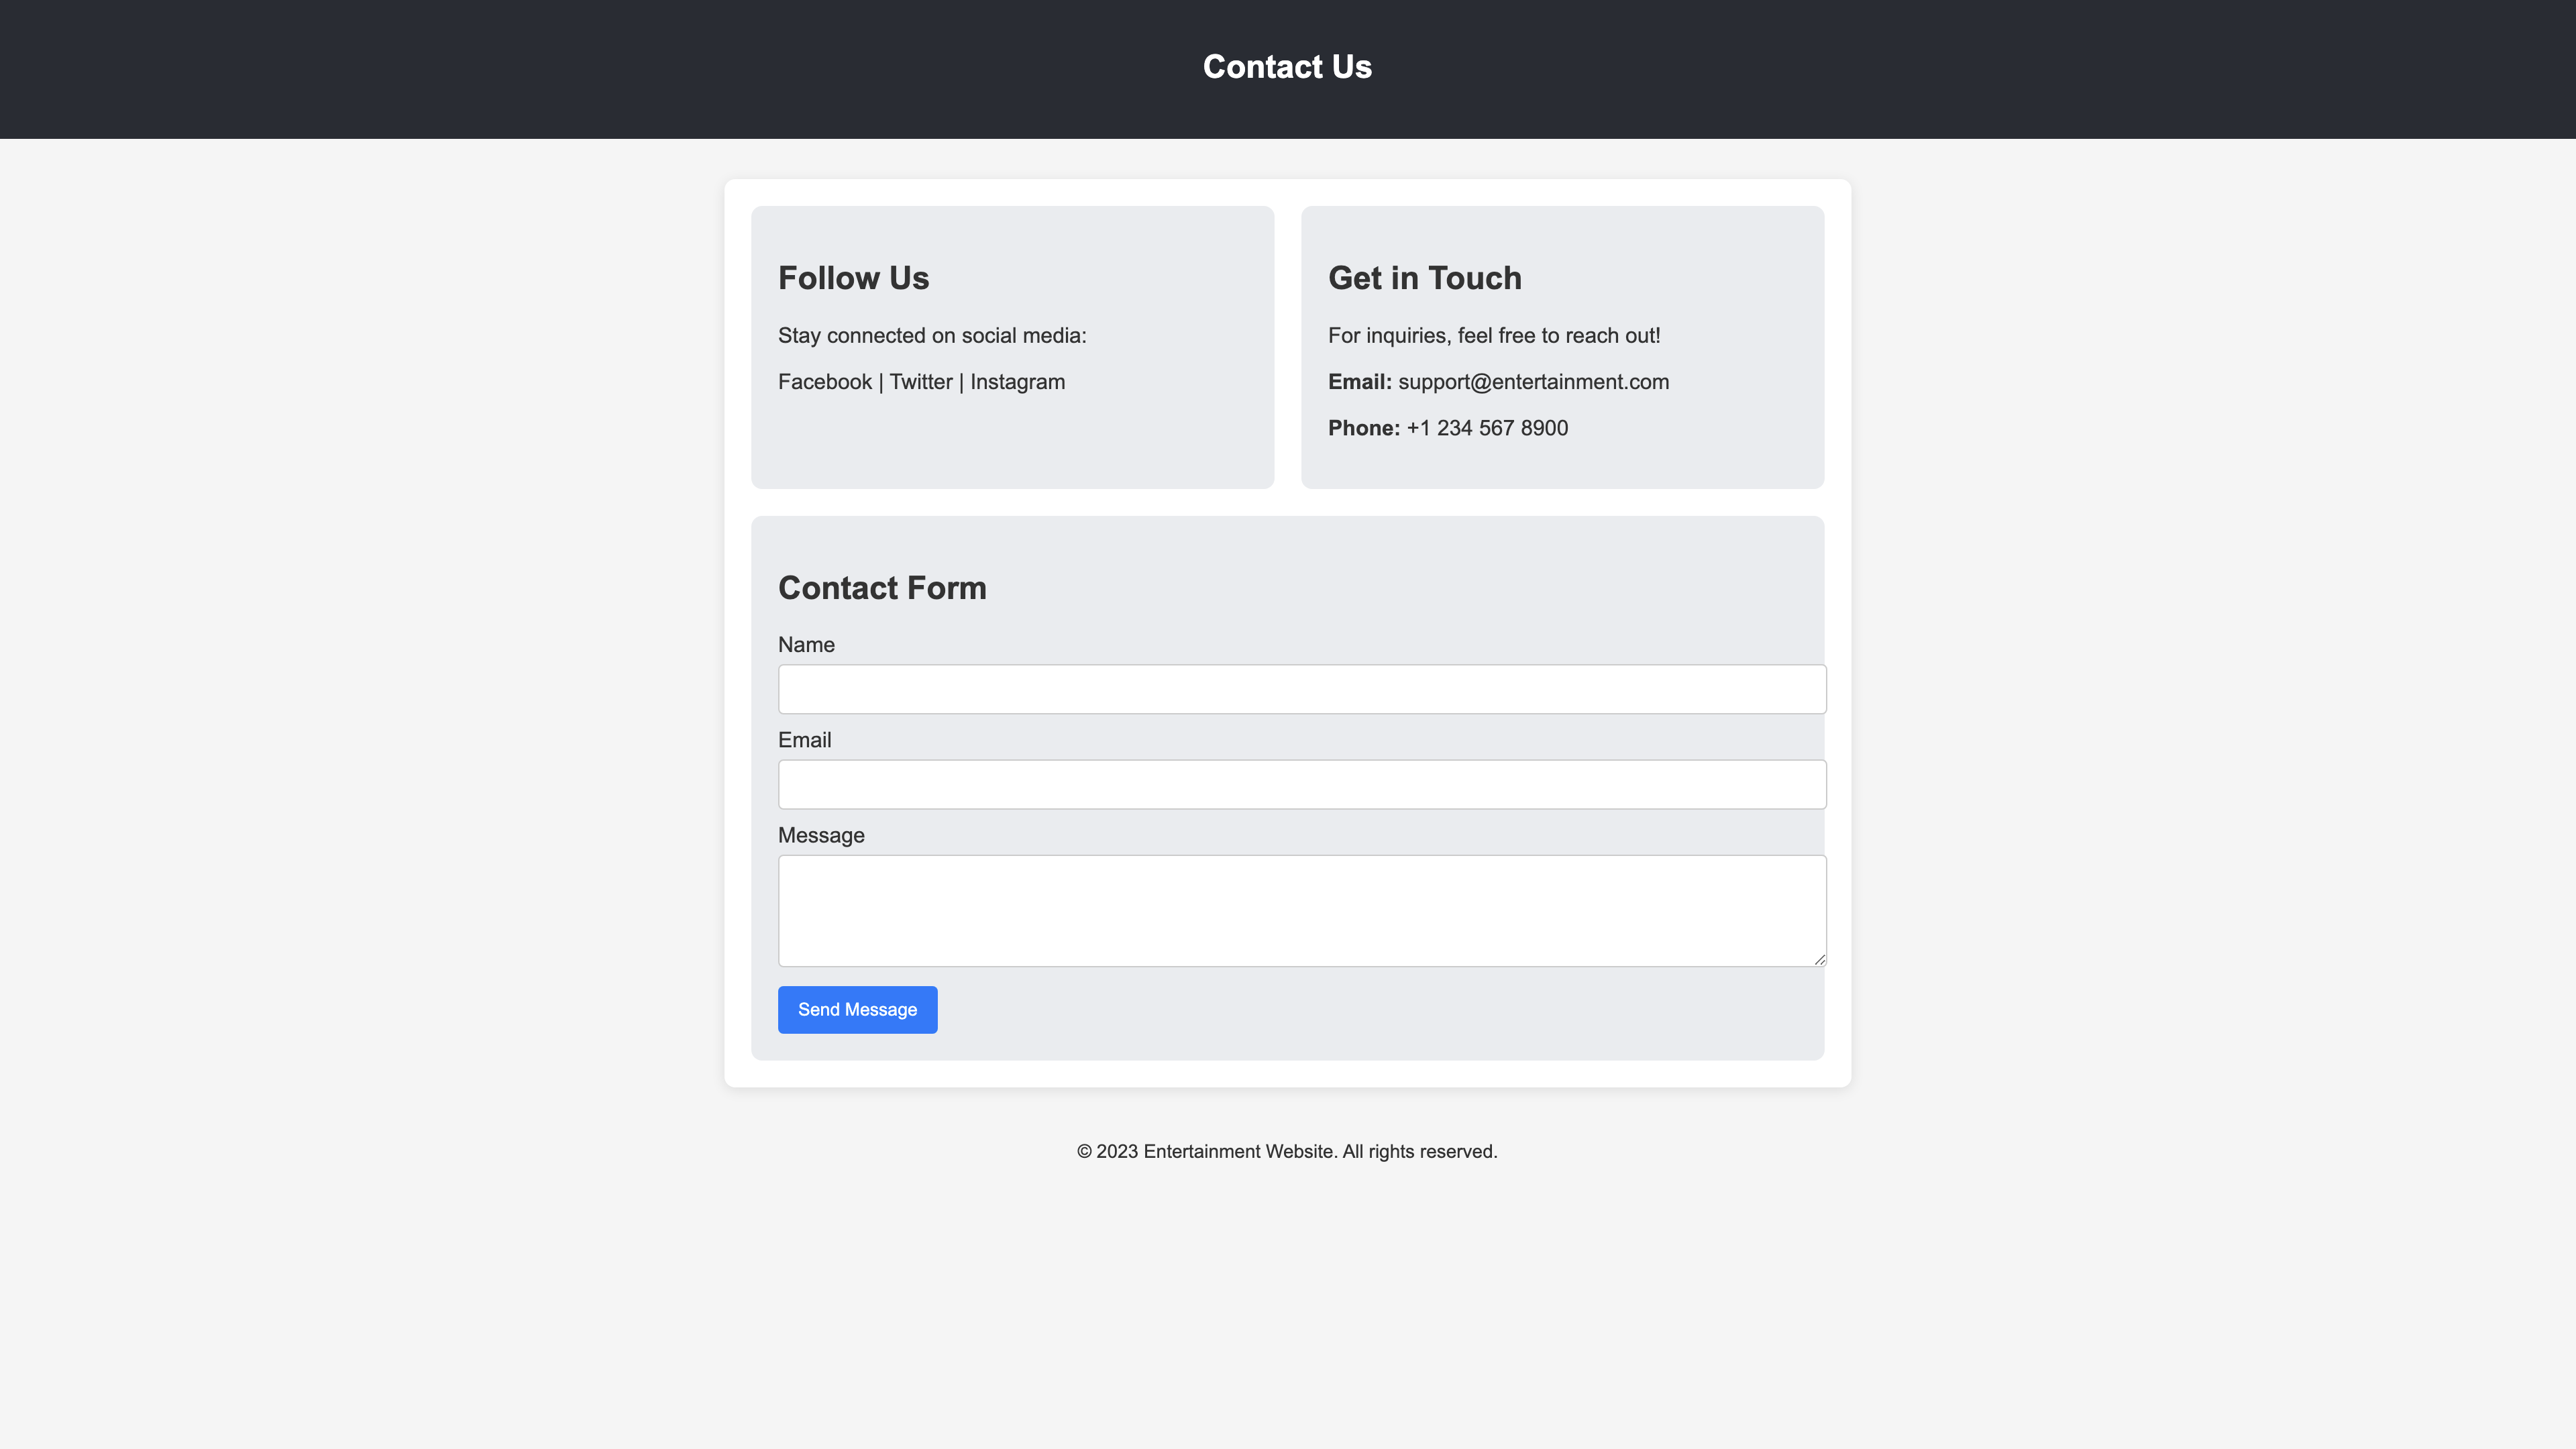 Contact Us
Follow Us
Stay connected on social media:
Facebook | Twitter | Instagram
Get in Touch
For inquiries, feel free to reach out!
Email: support@entertainment.com
Phone: +1 234 567 8900
Contact Form
Name
Email
Message
Send Message
© 2023 Entertainment Website. All rights reserved.